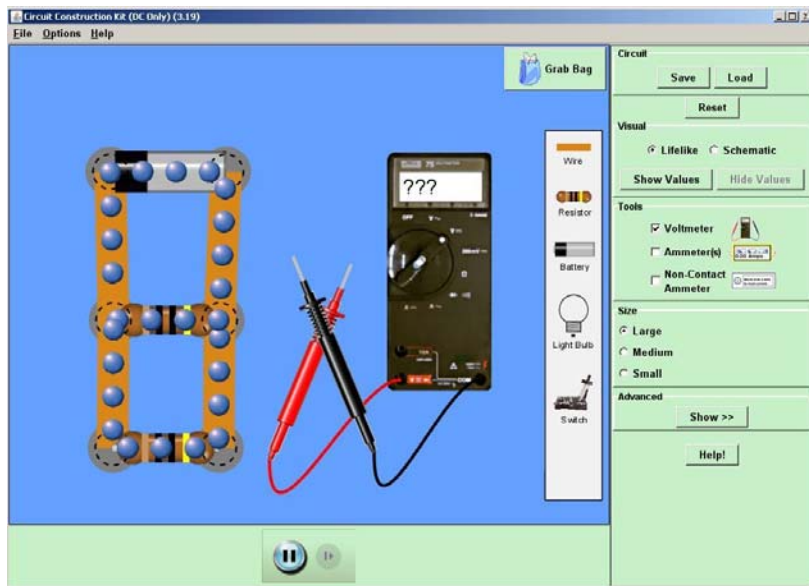 Circuit Construction Kit (DC Only) (3.19)
File Options Help
Grab Bag
???
OFF
Wire
Resistor
Battery
Light Bulb
Switch
Circuit
Save Load
Reset
Visual
Lifelike Schematic
Show Values Hide Values
Tools
Voltmeter
Ammeter(s)
Non-Contact
Ammeter
Size
Large
Medium
Small
Advanced
Show >>
Help!